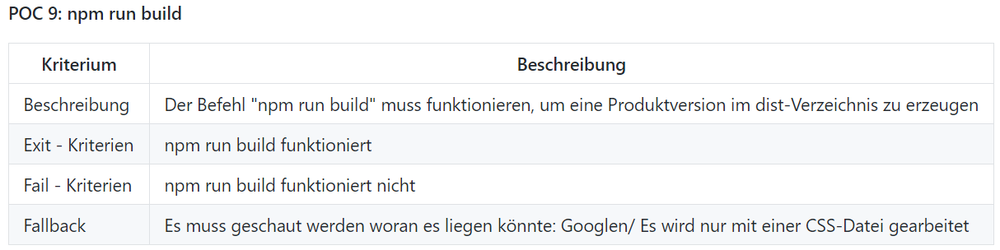 POC 9: npm run build
Kriterium Beschreibung
Beschreibung Der Befehl "npm run build" muss funktionieren, um eine Produktversion im dist-Verzeichnis zu erzeugen
Exit - Kriterien npm run build funktioniert
Fail - Kriterien npm run build funktioniert nicht
Fallback Es muss geschaut werden woran es liegen könnte: Googlen/ Es wird nur mit einer CSS-Datei gearbeitet